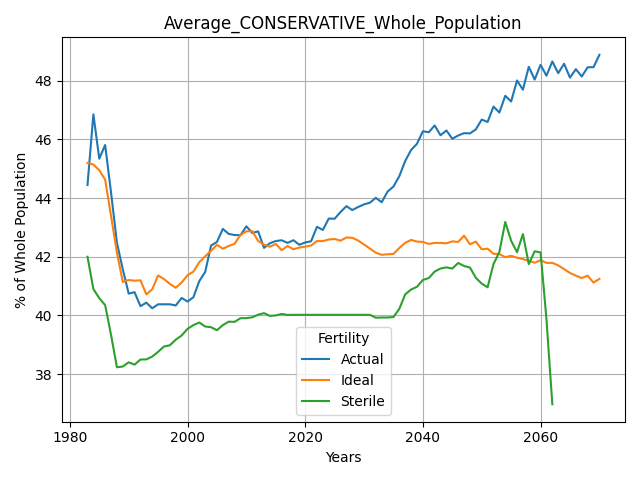 Average_CONSERVATIVE_Whole_Population
% of Whole Population
48
46
44
42
40
38
Fertility
Actual
Ideal
Sterile
1980
2000
2020
2040
2060
Years